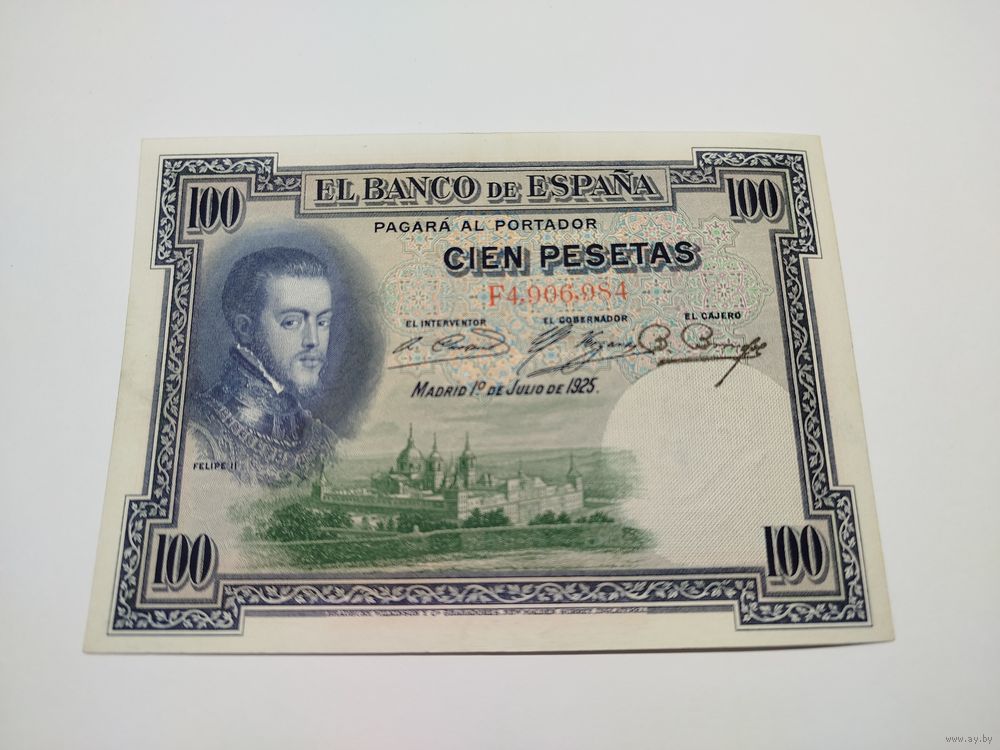 100
EL BANCO DE ESPAÑA
100
PAGARÁ AL PORTADOR
CIEN PESETAS
F4,906,984
EL INTERVENTOR
EL GOBERNADOR
EL CAJERO
MADRID 1º DE JULIO DE 1925.
FELIPE II
100
100
www.ay.by